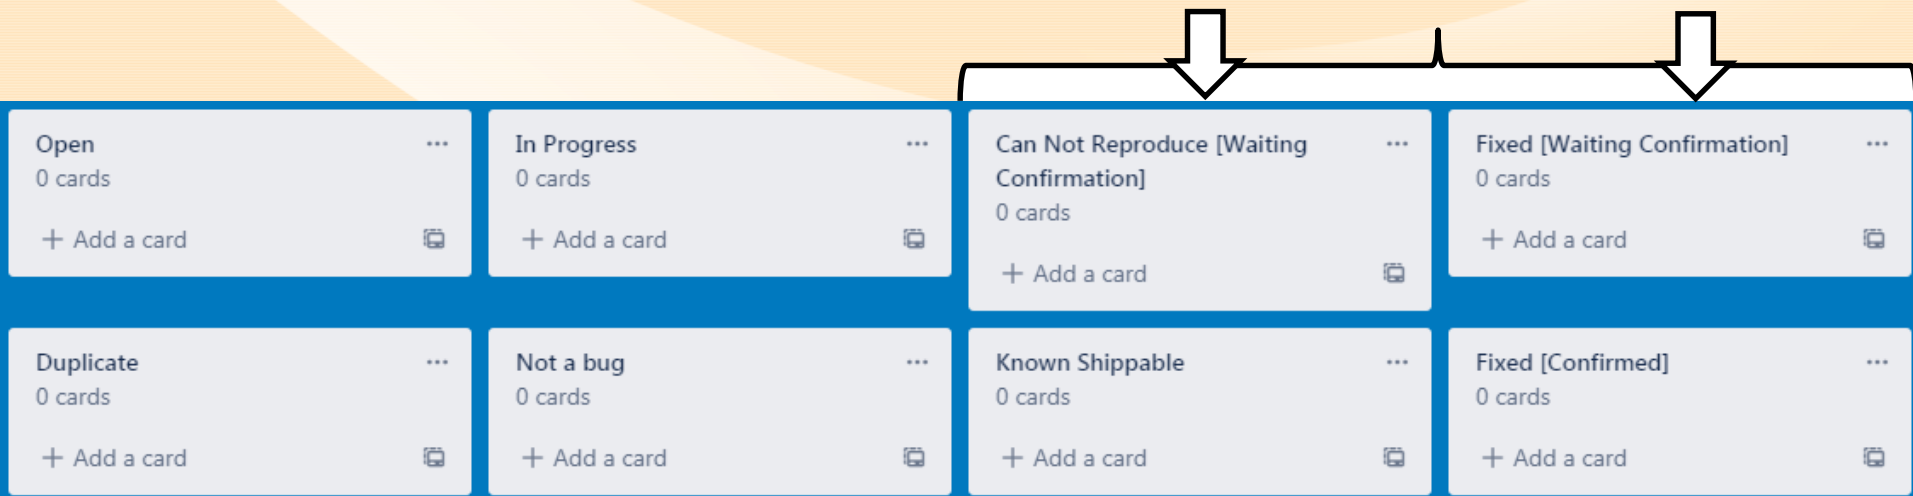 Open
0 cards
+ Add a card
In Progress
0 cards
+ Add a card
Can Not Reproduce [Waiting
Confirmation]
0 cards
+ Add a card
Fixed [Waiting Confirmation]
0 cards
+ Add a card
Duplicate
0 cards
+ Add a card
Not a bug
0 cards
+ Add a card
Known Shippable
0 cards
+ Add a card
Fixed [Confirmed]
0 cards
+ Add a card